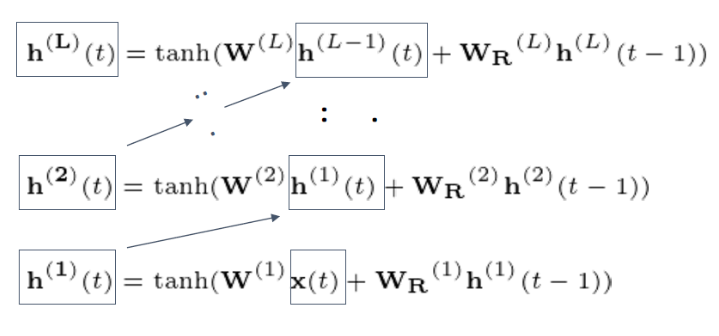 h^(L)(t) = tanh(W^(L) h^(L−1)(t) + W_R^(L) h^(L)(t − 1))
: .
h^(2)(t) = tanh(W^(2) h^(1)(t) + W_R^(2) h^(2)(t − 1))
h^(1)(t) = tanh(W^(1) x(t) + W_R^(1) h^(1)(t − 1))